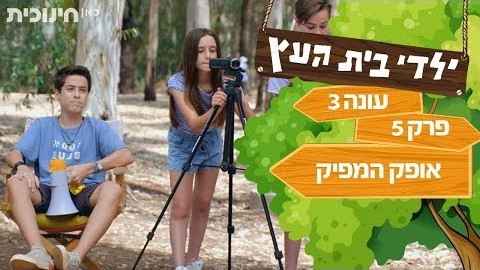 כאן חינוכית
ילדי בית העץ
עונה 3
פרק 5
אופק המפיק